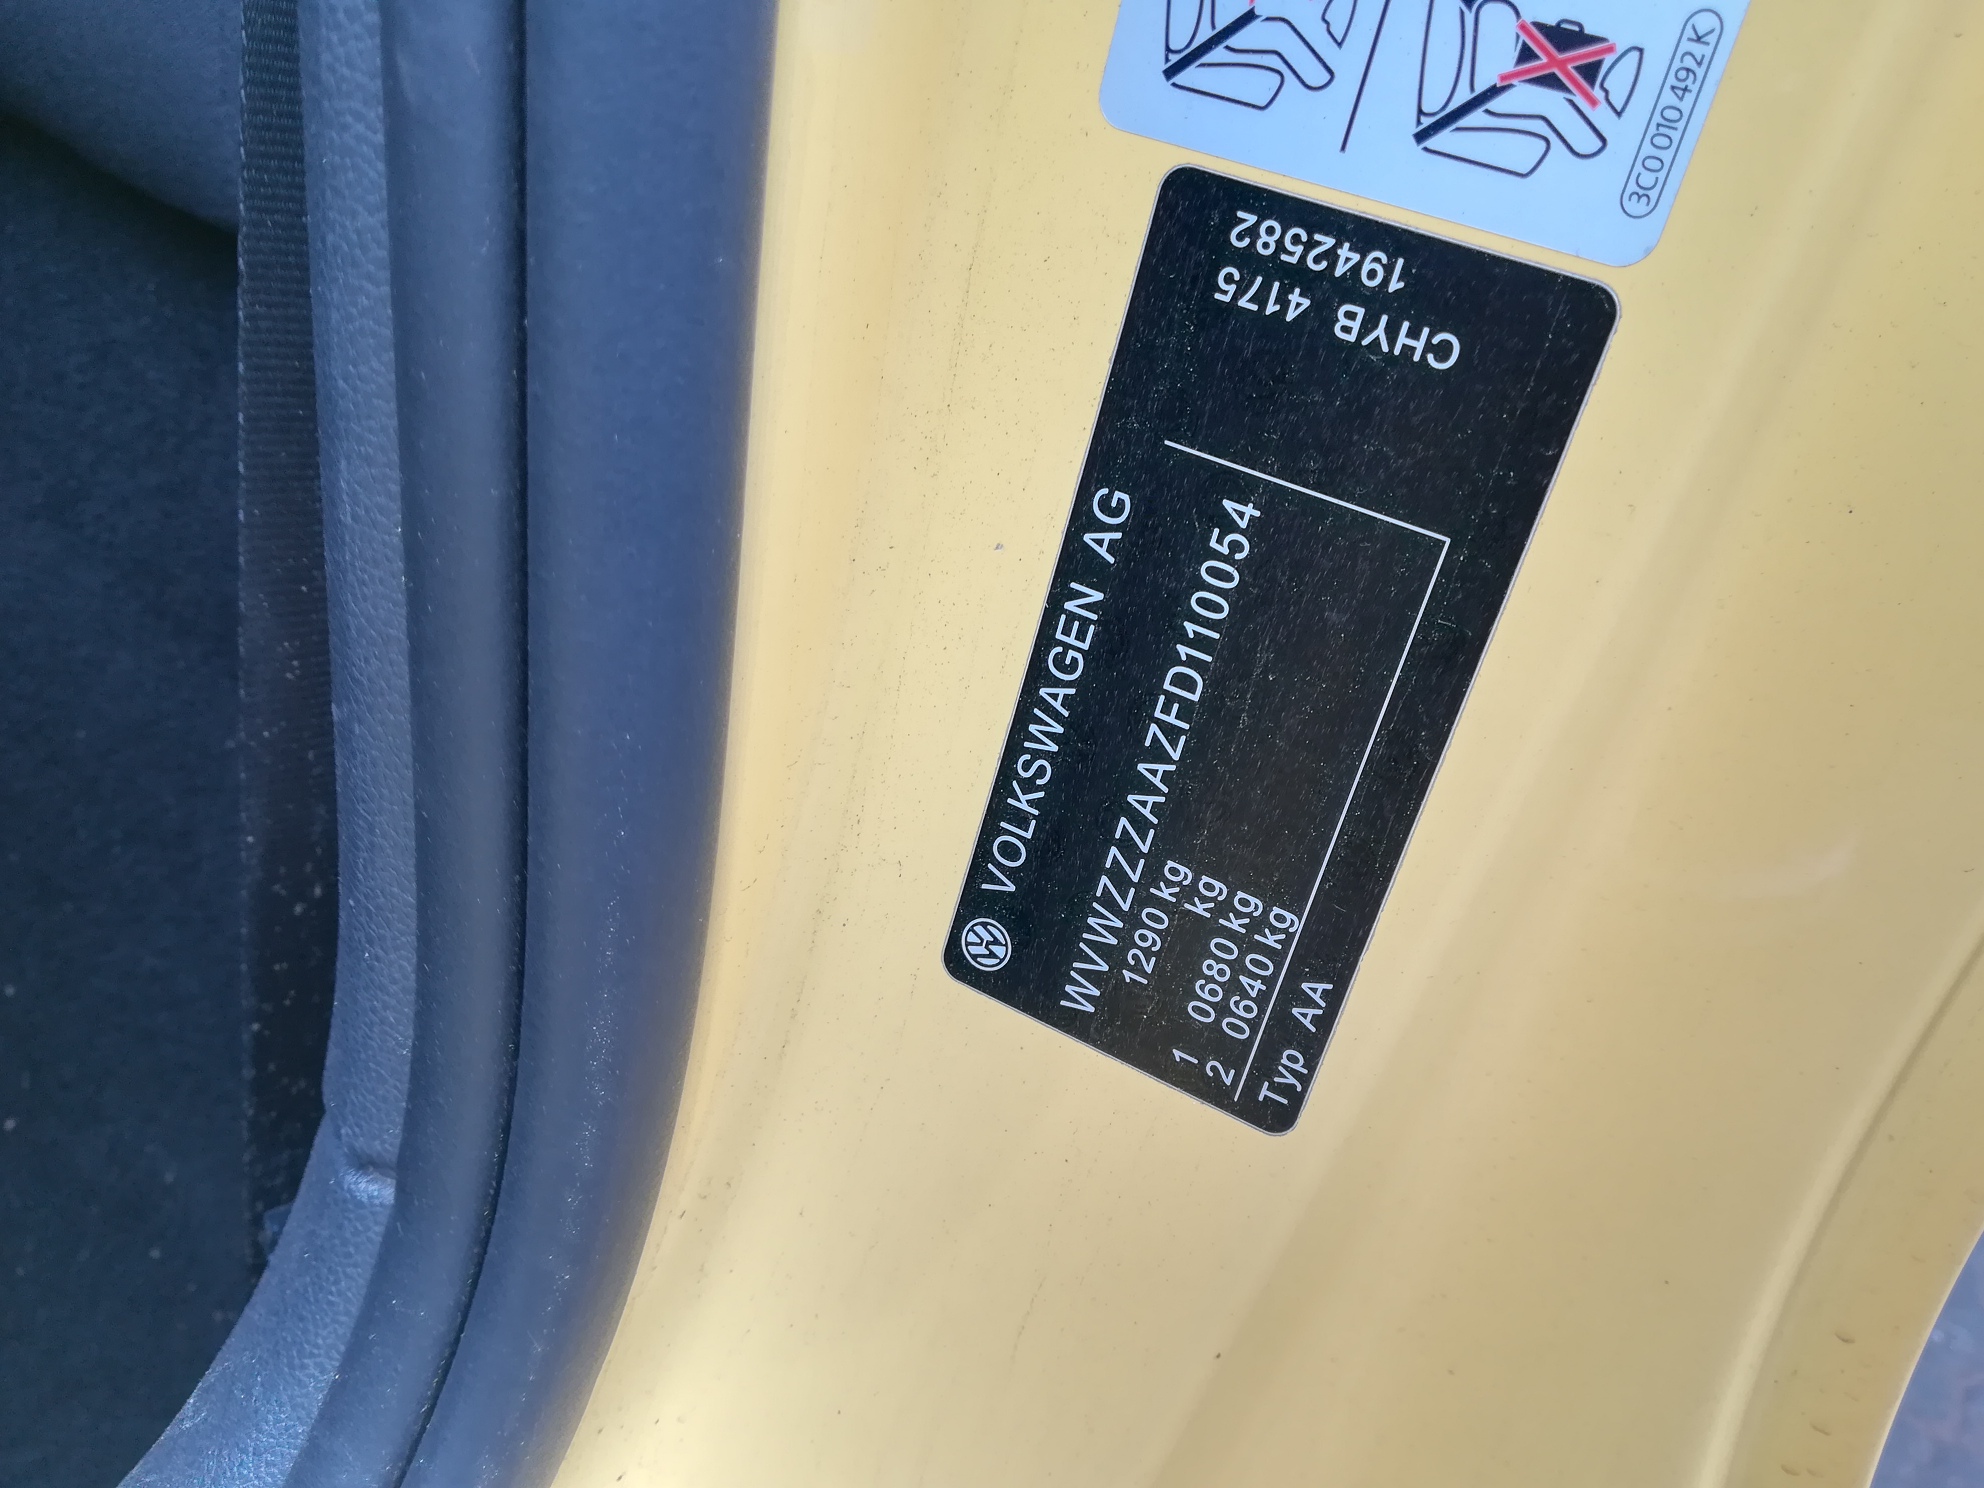 3C0 010 492 K
VOLKSWAGEN AG
WVWZZZAAZFD110054
1290 kg
kg
1 0680 kg
2 0640 kg
Typ AA
CHYB 4175
1942582